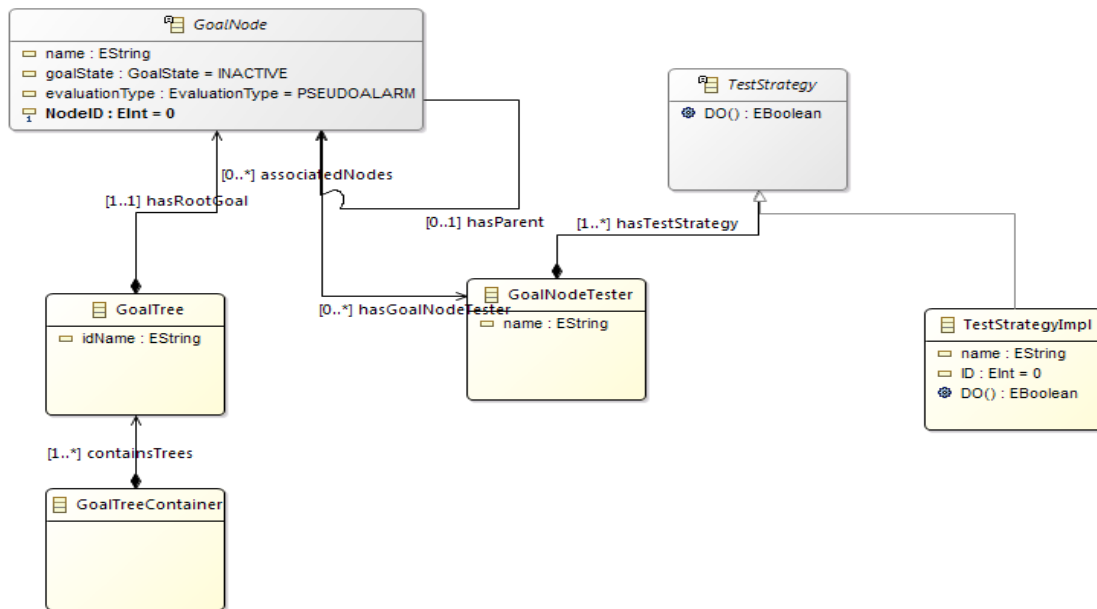 GoalNode
name : EString
goalState : GoalState = INACTIVE
evaluationType : EvaluationType = PSEUDOALARM
NodeID : EInt = 0
1
TestStrategy
DO() : EBoolean
[0..*] associatedNodes
[1..1] hasRootGoal
[0..1] hasParent
[1..*] hasTestStrategy
GoalTree
idName : EString
[0..*] hasGoalNodeTester
GoalNodeTester
name : EString
TestStrategyImpl
name : EString
ID : EInt = 0
DO() : EBoolean
[1..*] containsTrees
GoalTreeContainer